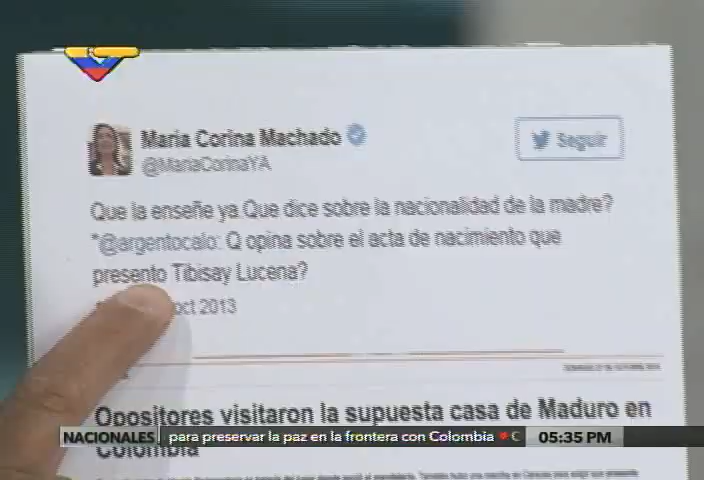 Maria Corina Machado
Seguir
@MariaCorinaYA
Que la enseñe ya Que dice sobre la nacionalidad de la madre?
"@argentocalo: Q opina sobre el acta de nacimiento que
presento Tibisay Lucena?
oct 2013
Opositores visitaron la supuesta casa de Maduro en
Colombia
NACIONALES para preservar la paz en la frontera con Colombia C 05:35 PM